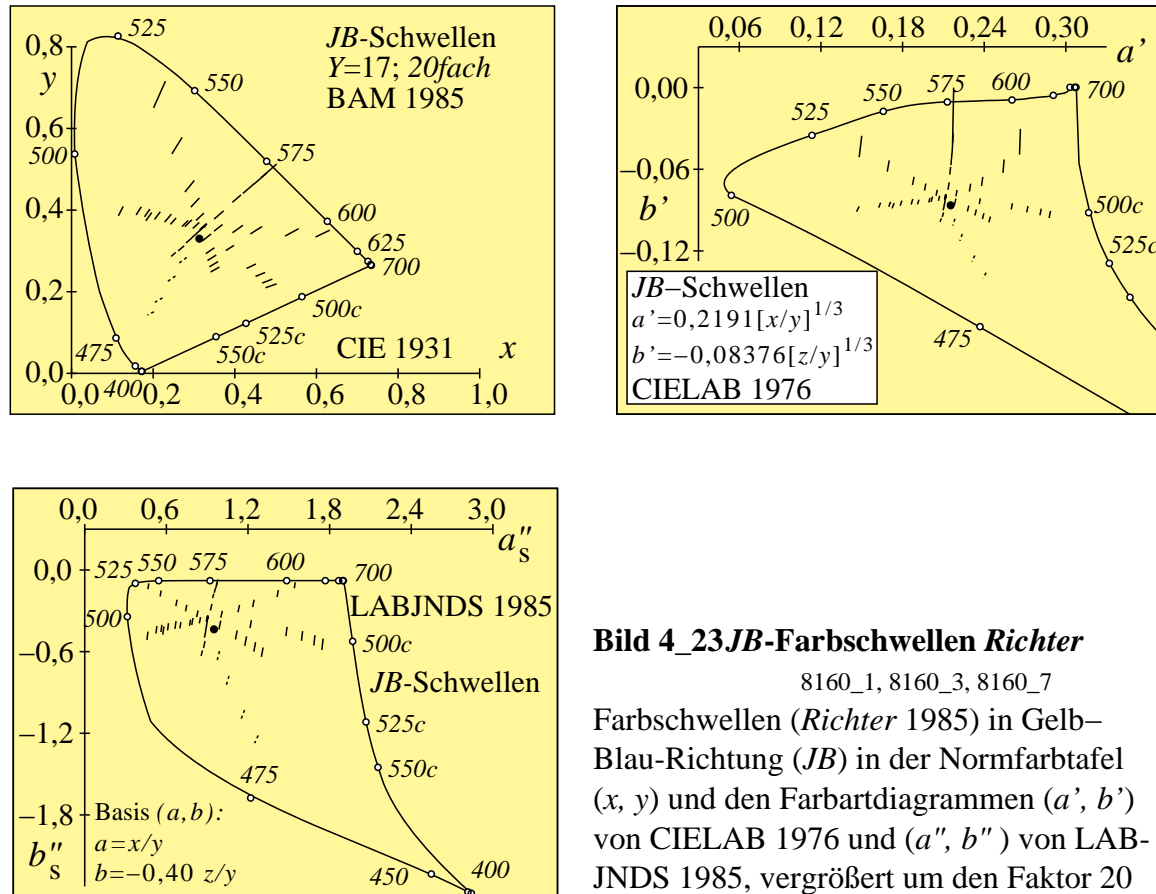 525
0,8
JB-Schwellen
y
Y=17; 20fach
550
BAM 1985
0,6
500
575
0,4
600
625
700
0,2
500c
475
525c
550c
CIE 1931
x
0,0
400
0,0 0,2 0,4 0,6 0,8 1,0
0,06 0,12 0,18 0,24 0,30
a’
0,00
575 600
700
550
525
−0,06
b’
500
500c
−0,12
525c
JB–Schwellen
a’=0,2191[x/y]1/3
b’=−0,08376[z/y]1/3
CIELAB 1976
475
0,0 0,6 1,2 1,8 2,4 3,0
a″s
0,0
525 550 575 600 700
LABJNDS 1985
500
500c
−0,6
JB-Schwellen
525c
−1,2
550c
475
−1,8
Basis (a,b):
a=x/y
b″s
b=−0,40 z/y
450
400
Bild 4_23JB-Farbschwellen Richter
8160_1, 8160_3, 8160_7
Farbschwellen (Richter 1985) in Gelb–
Blau-Richtung (JB) in der Normfarbtafel
(x, y) und den Farbartdiagrammen (a', b’)
von CIELAB 1976 und (a", b" ) von LAB-
JNDS 1985, vergrößert um den Faktor 20